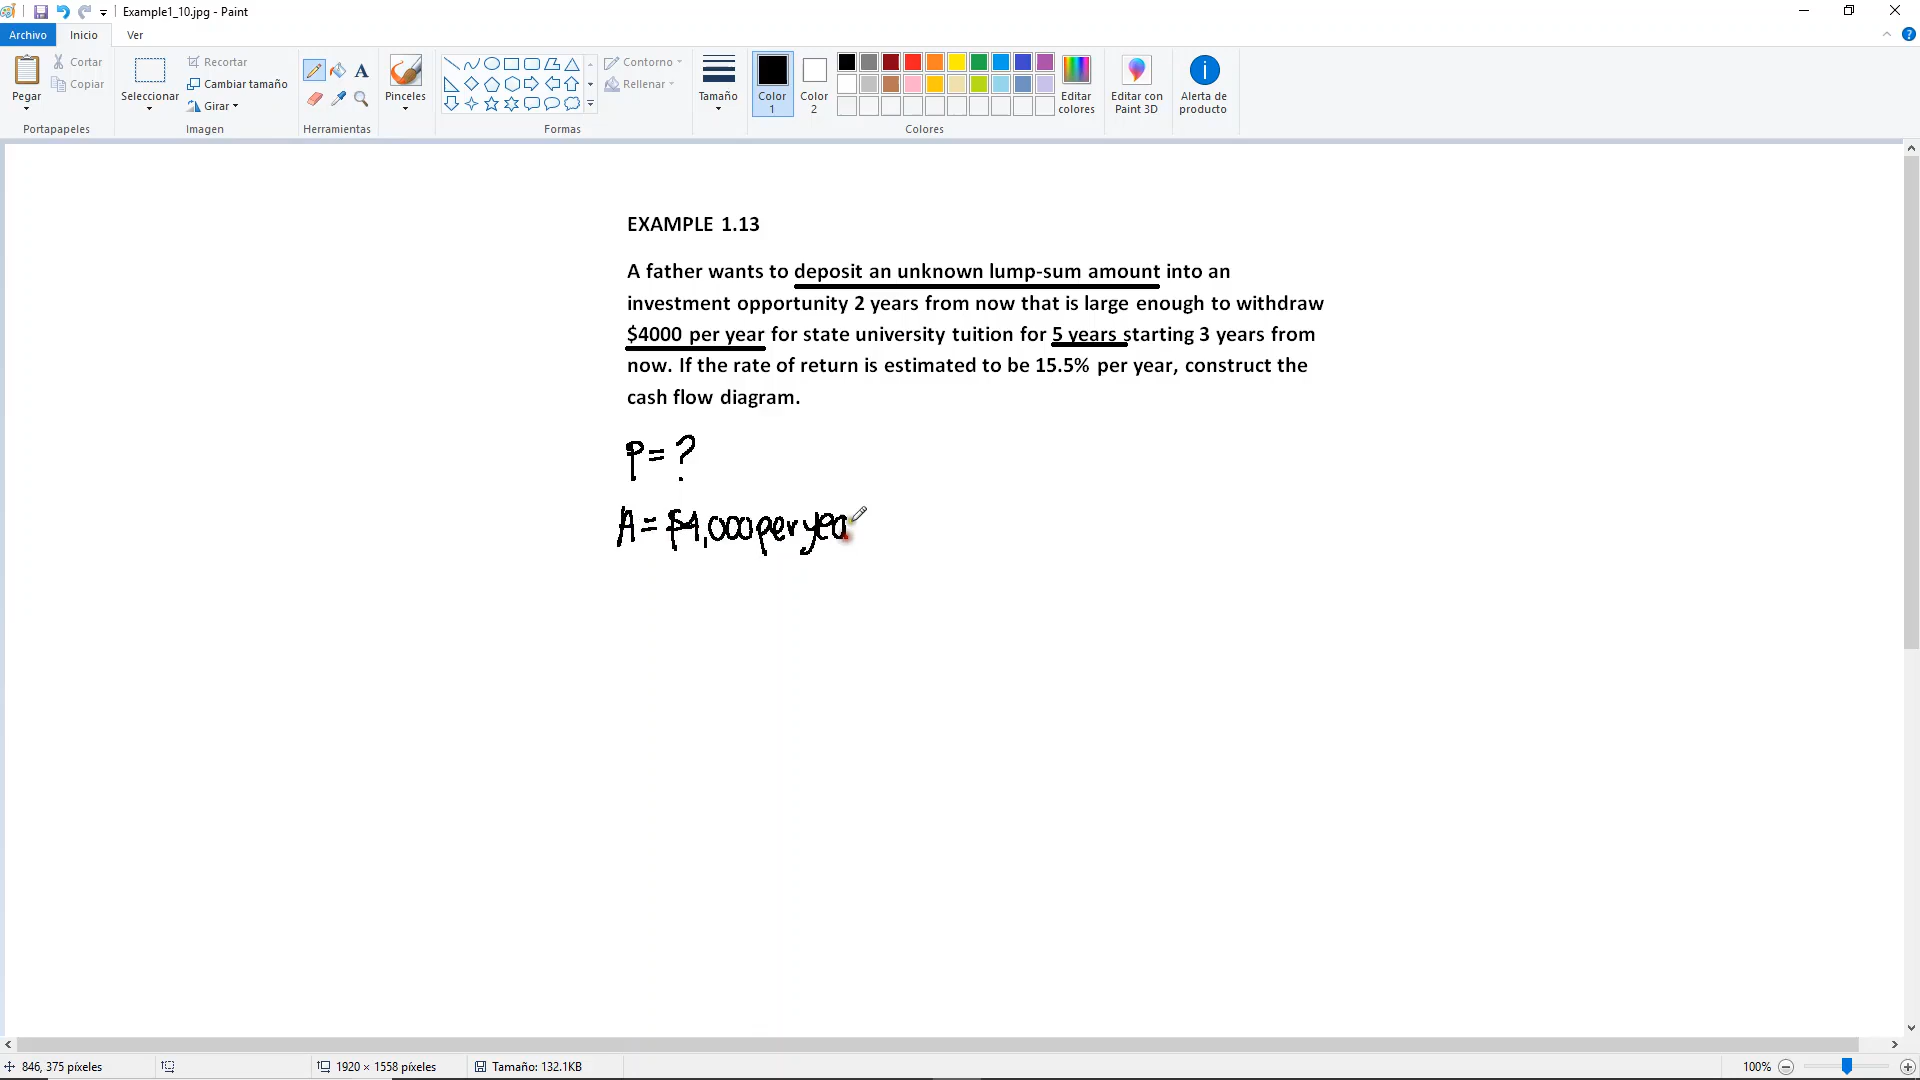 Example1_10.jpg - Paint
Archivo Inicio Ver
Pegar
Cortar
Copiar
Portapapeles
Seleccionar
Recortar
Cambiar tamaño
Girar
Imagen
A
Herramientas
Pinceles
Formas
Contorno
Rellenar
Tamaño
Color
1
Color
2
Colores
Editar
colores
Editar con
Paint 3D
Alerta de
producto
EXAMPLE 1.13
A father wants to deposit an unknown lump-sum amount into an
investment opportunity 2 years from now that is large enough to withdraw
$4000 per year for state university tuition for 5 years starting 3 years from
now. If the rate of return is estimated to be 15.5% per year, construct the
cash flow diagram.
P = ?
A = $4,000 per yea
846, 375 píxeles 1920 × 1558 píxeles Tamaño: 132.1KB 100%